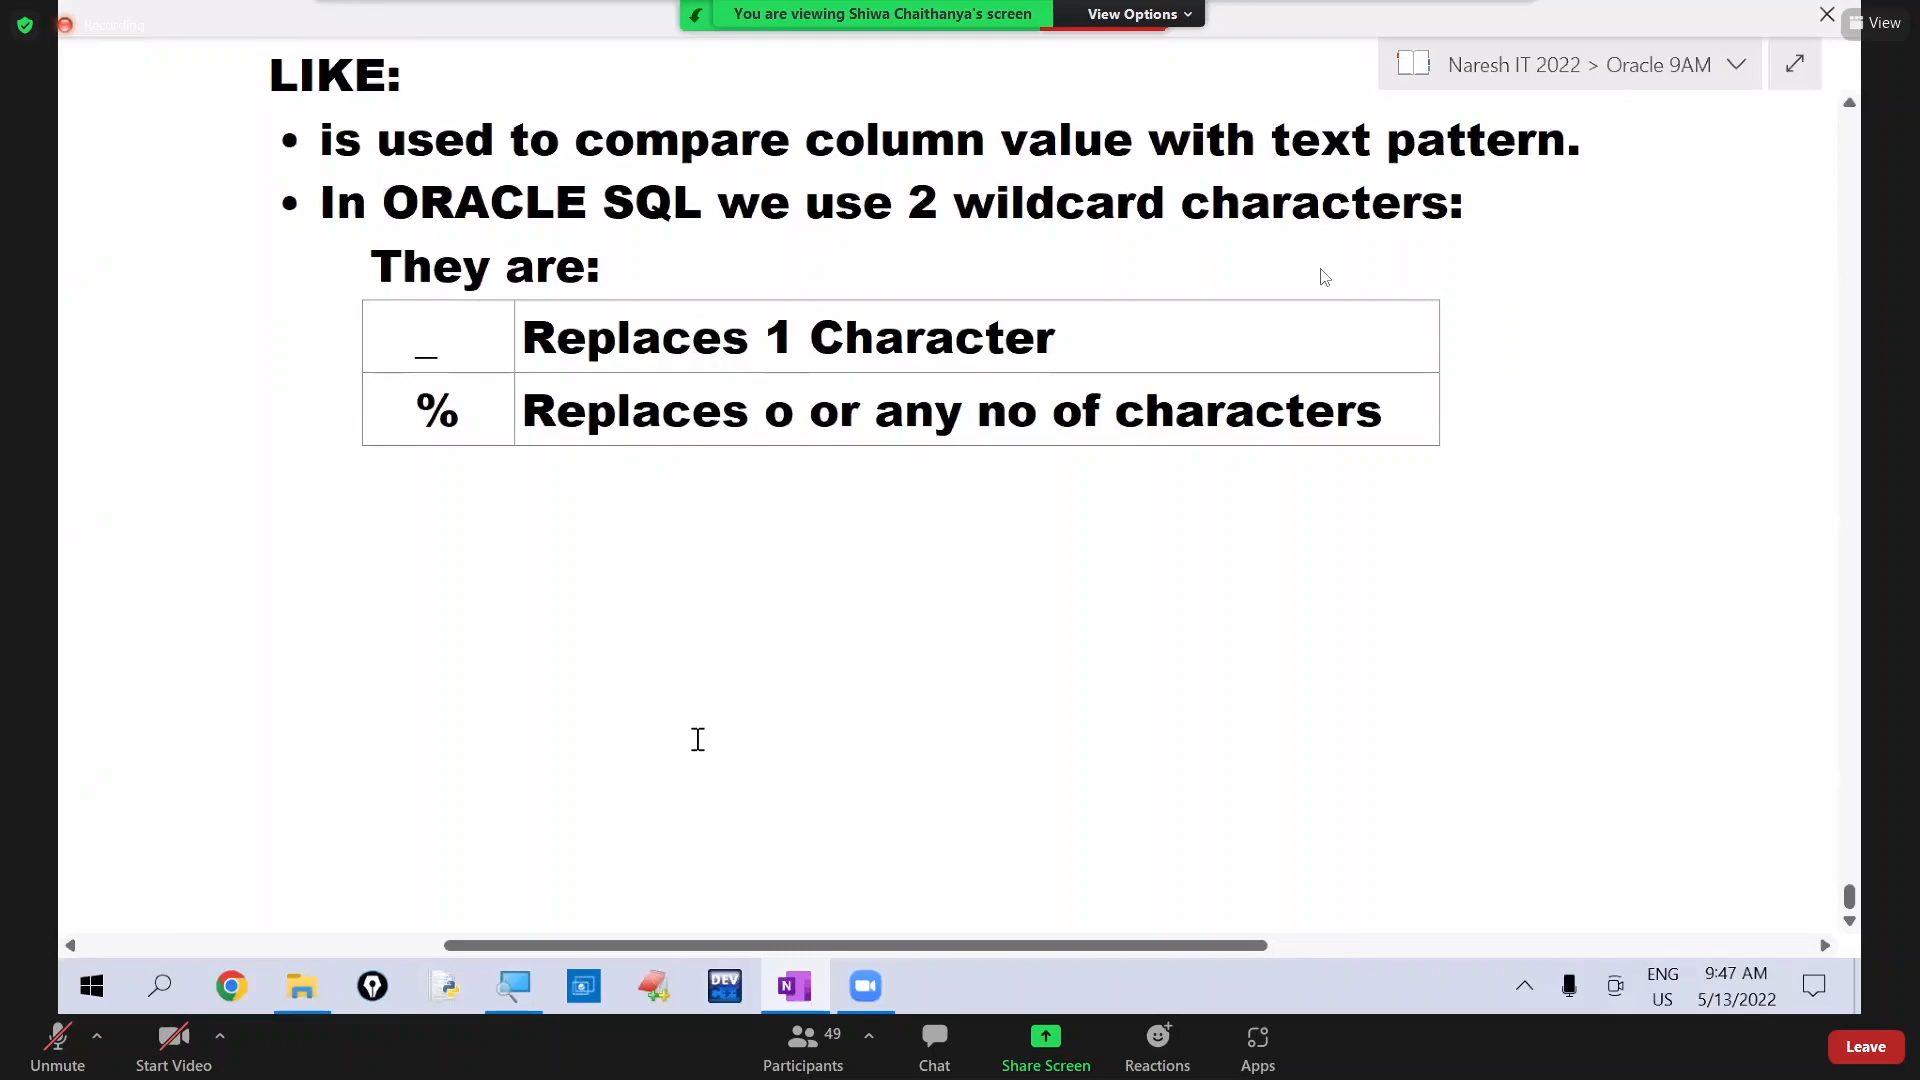 Recording
You are viewing Shiwa Chaithanya's screen
View Options
View
Naresh IT 2022 > Oracle 9AM
LIKE:
• is used to compare column value with text pattern.
• In ORACLE SQL we use 2 wildcard characters:
They are:
_ Replaces 1 Character
% Replaces o or any no of characters
DEV
N
ENG
US
9:47 AM
5/13/2022
Unmute
Start Video
49
Participants
Chat
Share Screen
Reactions
Apps
Leave